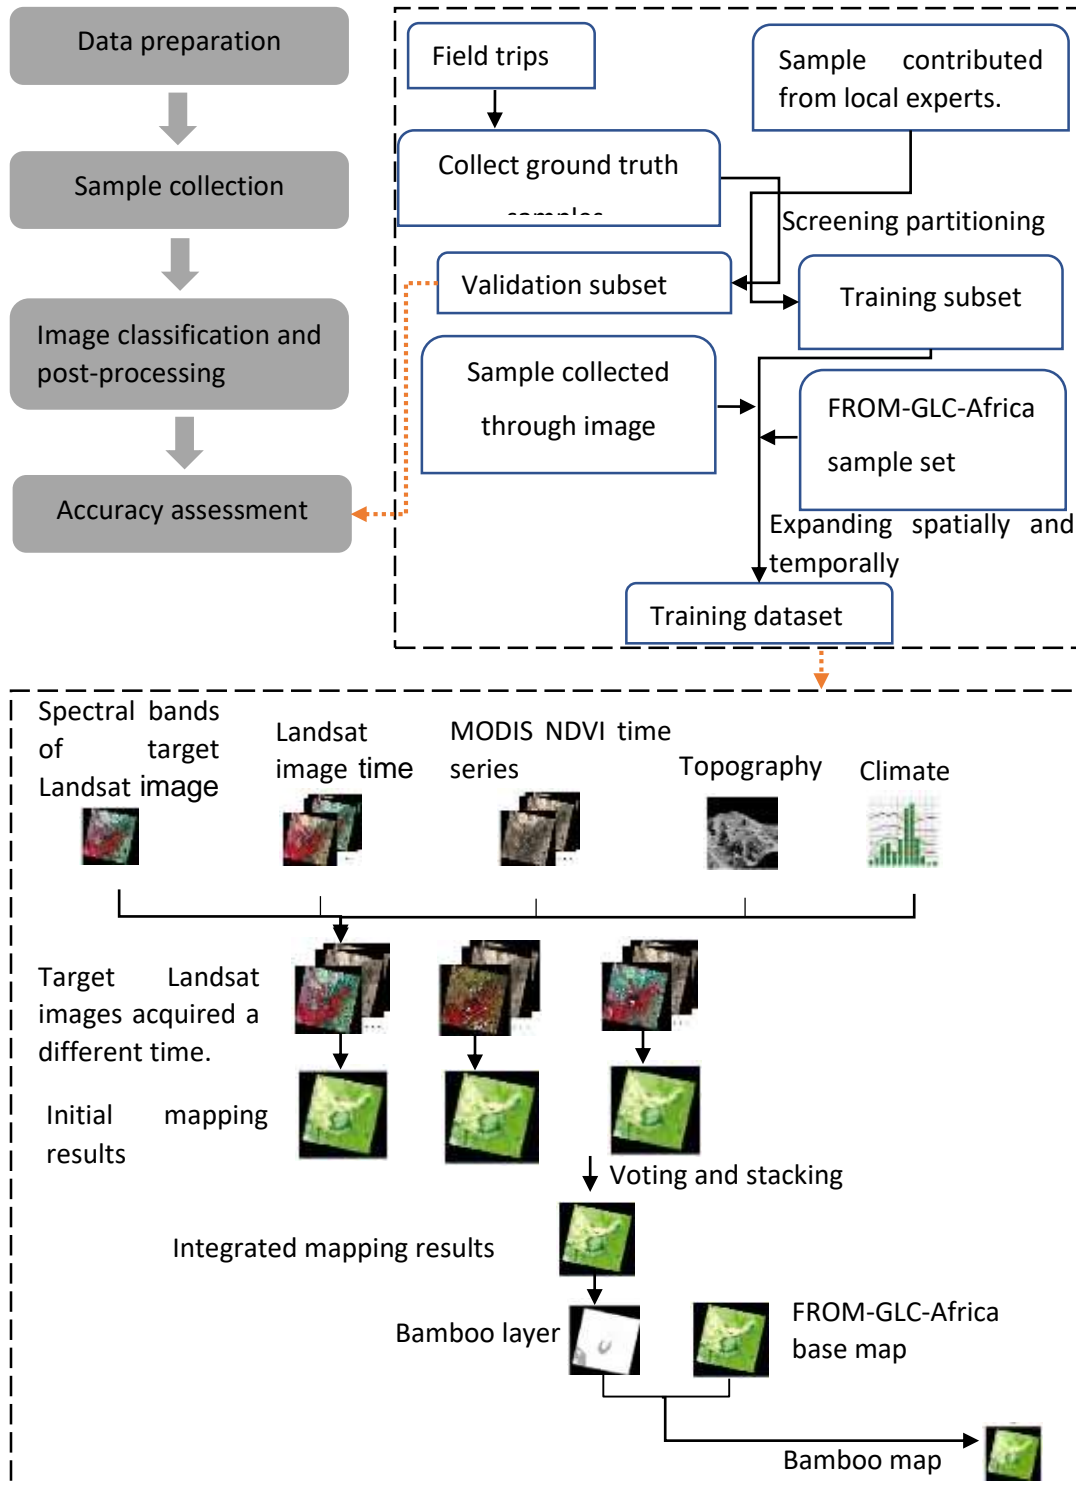 Data preparation
Sample collection
Image classification and
post-processing
Accuracy assessment
Field trips
Sample contributed
from local experts.
Collect ground truth
samples
Screening partitioning
Validation subset
Training subset
Sample collected
through image
FROM-GLC-Africa
sample set
Expanding spatially and
temporally
Training dataset
Spectral bands
of target
Landsat image
Landsat
image time
MODIS NDVI time
series
Topography
Climate
Target Landsat
images acquired a
different time.
Initial mapping
results
Voting and stacking
Integrated mapping results
Bamboo layer
FROM-GLC-Africa
base map
Bamboo map